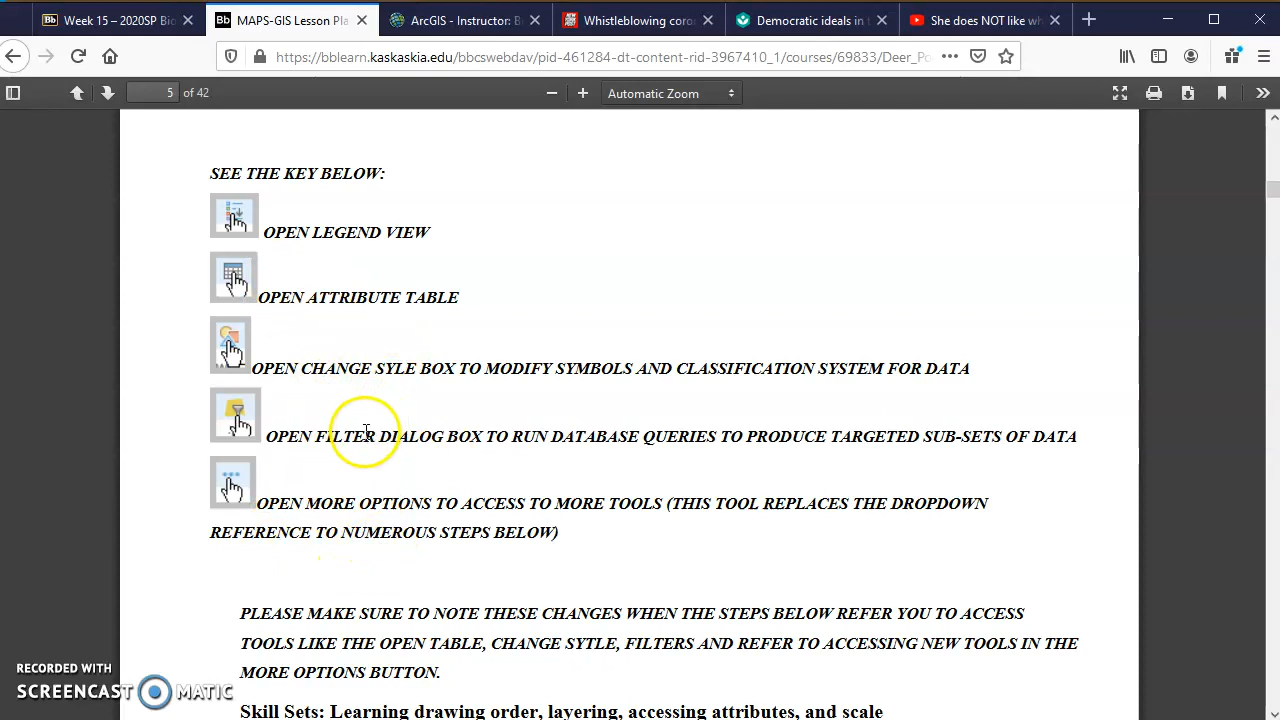 Week 15 – 2020SP Bio
MAPS-GIS Lesson Pla
ArcGIS - Instructor: B
Whistleblowing coron
Democratic ideals in
She does NOT like wh
https://bblearn.kaskaskia.edu/bbcswebdav/pid-461284-dt-content-rid-3967410_1/courses/69833/Deer_Po
5 of 42
Automatic Zoom
SEE THE KEY BELOW:
OPEN LEGEND VIEW
OPEN ATTRIBUTE TABLE
OPEN CHANGE SYLE BOX TO MODIFY SYMBOLS AND CLASSIFICATION SYSTEM FOR DATA
OPEN FILTER DIALOG BOX TO RUN DATABASE QUERIES TO PRODUCE TARGETED SUB-SETS OF DATA
OPEN MORE OPTIONS TO ACCESS TO MORE TOOLS (THIS TOOL REPLACES THE DROPDOWN
REFERENCE TO NUMEROUS STEPS BELOW)
PLEASE MAKE SURE TO NOTE THESE CHANGES WHEN THE STEPS BELOW REFER YOU TO ACCESS
TOOLS LIKE THE OPEN TABLE, CHANGE SYTLE, FILTERS AND REFER TO ACCESSING NEW TOOLS IN THE
MORE OPTIONS BUTTON.
RECORDED WITH
SCREENCAST MATIC
Skill Sets: Learning drawing order, layering, accessing attributes, and scale